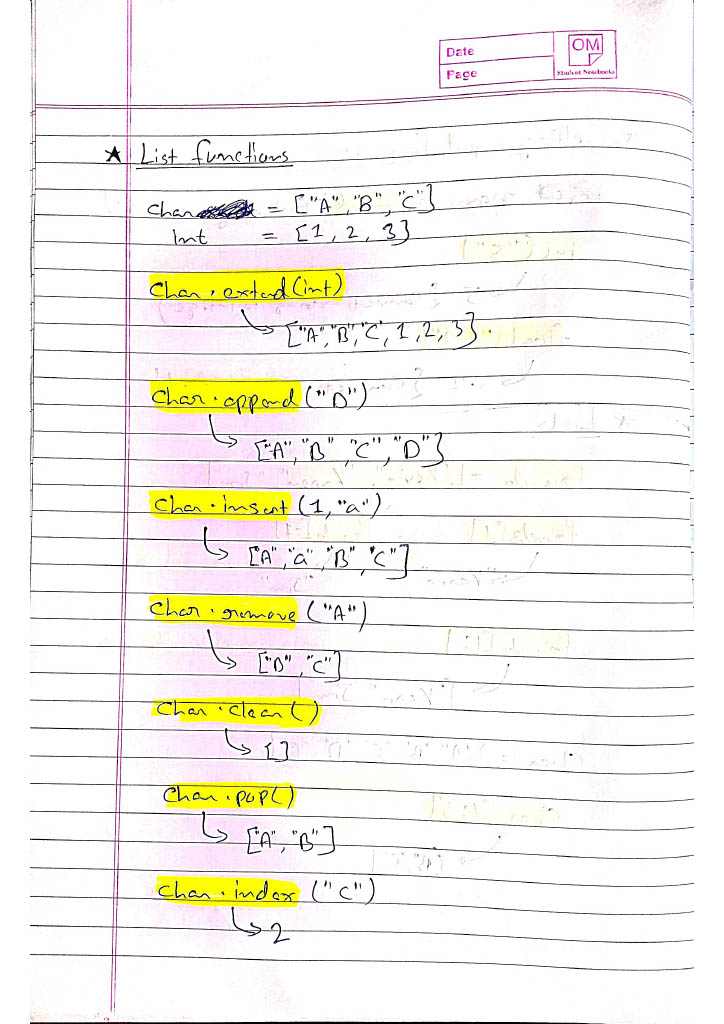 Date
OM
Page
Student Notebooks
★ List functions
Char = ["A", "B", "C"]
Int = [1, 2, 3]
Char.extend(int)
["A", "B", "C, 1, 2, 3]
Char.append ("D")
["A", "B", "C", "D"]
Char.insert (1, "a")
["A", "a", "B", "C"]
Char.remove ("A")
["B", "C"]
Char.clear()
[]
Char.pop()
["A", "B"]
Char.index ("C")
2